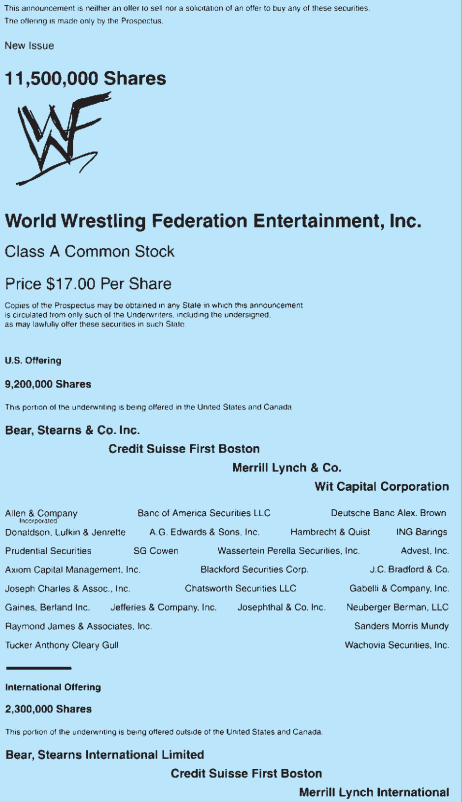 This announcement is neither an offer to sell nor a solicitation of an offer to buy any of these securities.
The offering is made only by the Prospectus.
New Issue
11,500,000 Shares
WF
World Wrestling Federation Entertainment, Inc.
Class A Common Stock
Price $17.00 Per Share
Copies of the Prospectus may be obtained in any State in which this announcement
is circulated from only such of the Underwriters, including the undersigned,
as may lawfully offer these securities in such State.
U.S. Offering
9,200,000 Shares
This portion of the underwriting is being offered in the United States and Canada.
Bear, Stearns & Co. Inc.
Credit Suisse First Boston
Merrill Lynch & Co.
Wit Capital Corporation
Allen & Company Banc of America Securities LLC Deutsche Banc Alex. Brown
Incorporated
Donaldson, Lufkin & Jenrette A.G. Edwards & Sons, Inc. Hambrecht & Quist ING Barings
Prudential Securities SG Cowen Wasserstein Perella Securities, Inc. Advest, Inc.
Axiom Capital Management, Inc. Blackford Securities Corp. J.C. Bradford & Co.
Joseph Charles & Assoc., Inc. Chatsworth Securities LLC Gabelli & Company, Inc.
Gaines, Berland Inc. Jefferies & Company, Inc. Josephthal & Co. Inc. Neuberger Berman, LLC
Raymond James & Associates, Inc. Sanders Morris Mundy
Tucker Anthony Cleary Gull Wachovia Securities, Inc.
International Offering
2,300,000 Shares
This portion of the underwriting is being offered outside of the United States and Canada.
Bear, Stearns International Limited
Credit Suisse First Boston
Merrill Lynch International